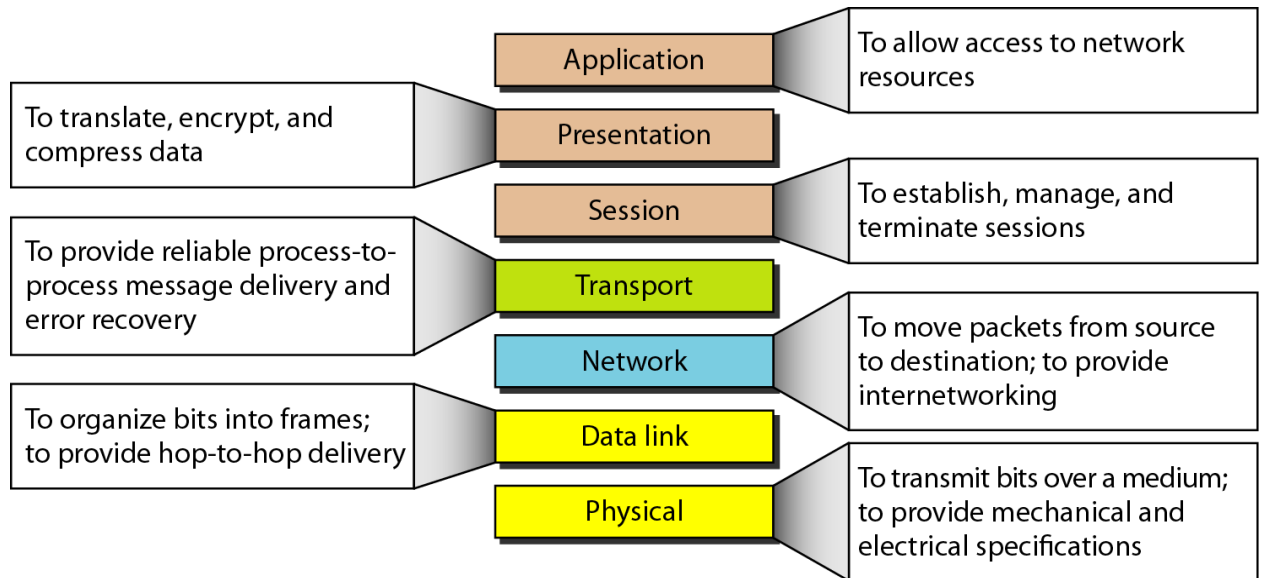 Application
To allow access to network
resources
To translate, encrypt, and
compress data
Presentation
Session
To establish, manage, and
terminate sessions
To provide reliable process-to-
process message delivery and
error recovery
Transport
Network
To move packets from source
to destination; to provide
internetworking
To organize bits into frames;
to provide hop-to-hop delivery
Data link
Physical
To transmit bits over a medium;
to provide mechanical and
electrical specifications